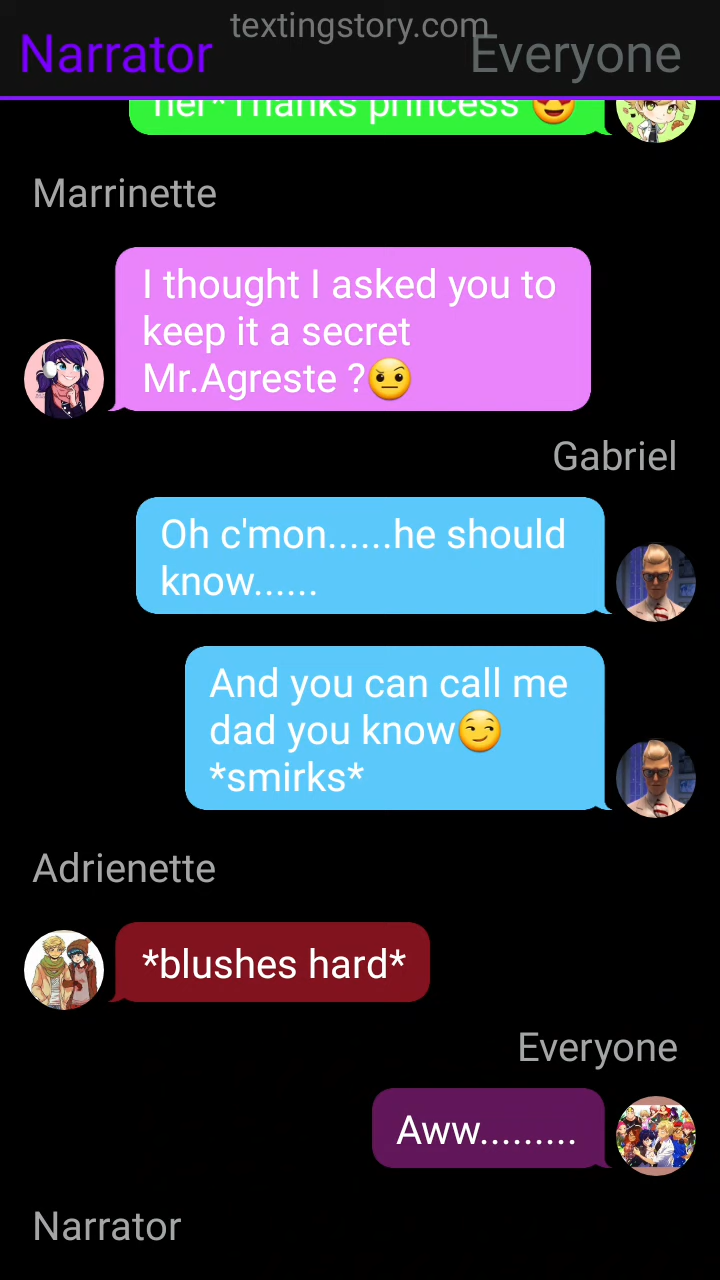 textingstory.com
Narrator
Everyone
her*Thanks princess 😍
Marrinette
I thought I asked you to
keep it a secret
Mr.Agreste ?🤨
Gabriel
Oh c'mon......he should
know......
And you can call me
dad you know😏
*smirks*
Adrienette
*blushes hard*
Everyone
Aww.........
Narrator